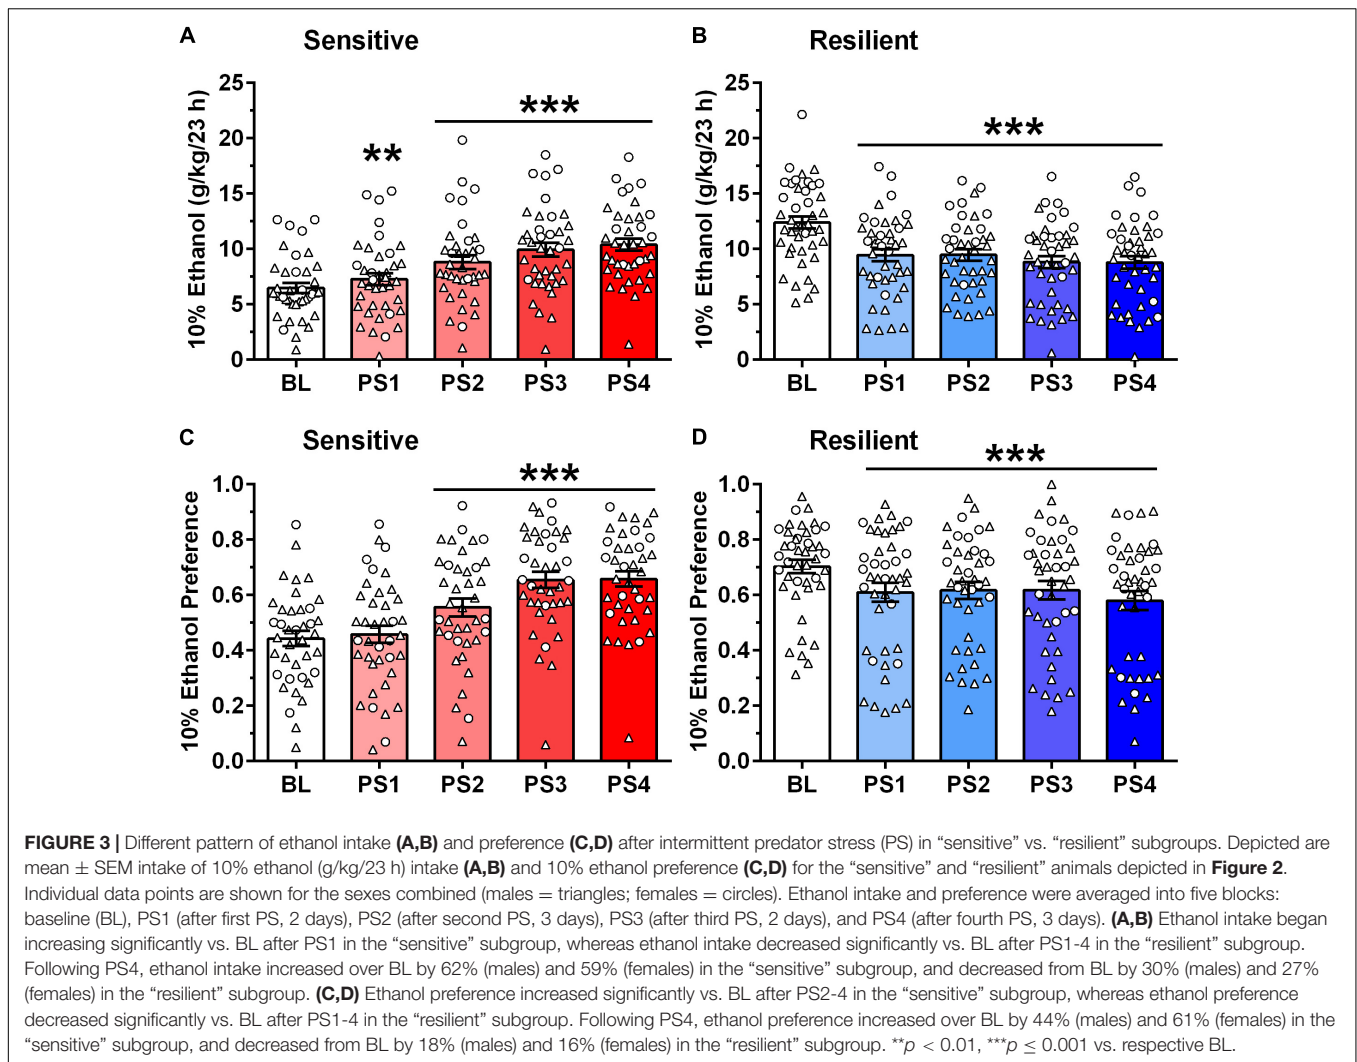 A Sensitive
10% Ethanol (g/kg/23 h)
25
20
15
10
5
0
**
***
BL PS1 PS2 PS3 PS4
B Resilient
10% Ethanol (g/kg/23 h)
25
20
15
10
5
0
***
BL PS1 PS2 PS3 PS4
C Sensitive
10% Ethanol Preference
1.0
0.8
0.6
0.4
0.2
0.0
***
BL PS1 PS2 PS3 PS4
D Resilient
10% Ethanol Preference
1.0
0.8
0.6
0.4
0.2
0.0
***
BL PS1 PS2 PS3 PS4
FIGURE 3 | Different pattern of ethanol intake (A,B) and preference (C,D) after intermittent predator stress (PS) in “sensitive” vs. “resilient” subgroups. Depicted are
mean ± SEM intake of 10% ethanol (g/kg/23 h) intake (A,B) and 10% ethanol preference (C,D) for the “sensitive” and “resilient” animals depicted in Figure 2.
Individual data points are shown for the sexes combined (males = triangles; females = circles). Ethanol intake and preference were averaged into five blocks:
baseline (BL), PS1 (after first PS, 2 days), PS2 (after second PS, 3 days), PS3 (after third PS, 2 days), and PS4 (after fourth PS, 3 days). (A,B) Ethanol intake began
increasing significantly vs. BL after PS1 in the “sensitive” subgroup, whereas ethanol intake decreased significantly vs. BL after PS1-4 in the “resilient” subgroup.
Following PS4, ethanol intake increased over BL by 62% (males) and 59% (females) in the “sensitive” subgroup, and decreased from BL by 30% (males) and 27%
(females) in the “resilient” subgroup. (C,D) Ethanol preference increased significantly vs. BL after PS2-4 in the “sensitive” subgroup, whereas ethanol preference
decreased significantly vs. BL after PS1-4 in the “resilient” subgroup. Following PS4, ethanol preference increased over BL by 44% (males) and 61% (females) in the
“sensitive” subgroup, and decreased from BL by 18% (males) and 16% (females) in the “resilient” subgroup. **p < 0.01, ***p ≤ 0.001 vs. respective BL.